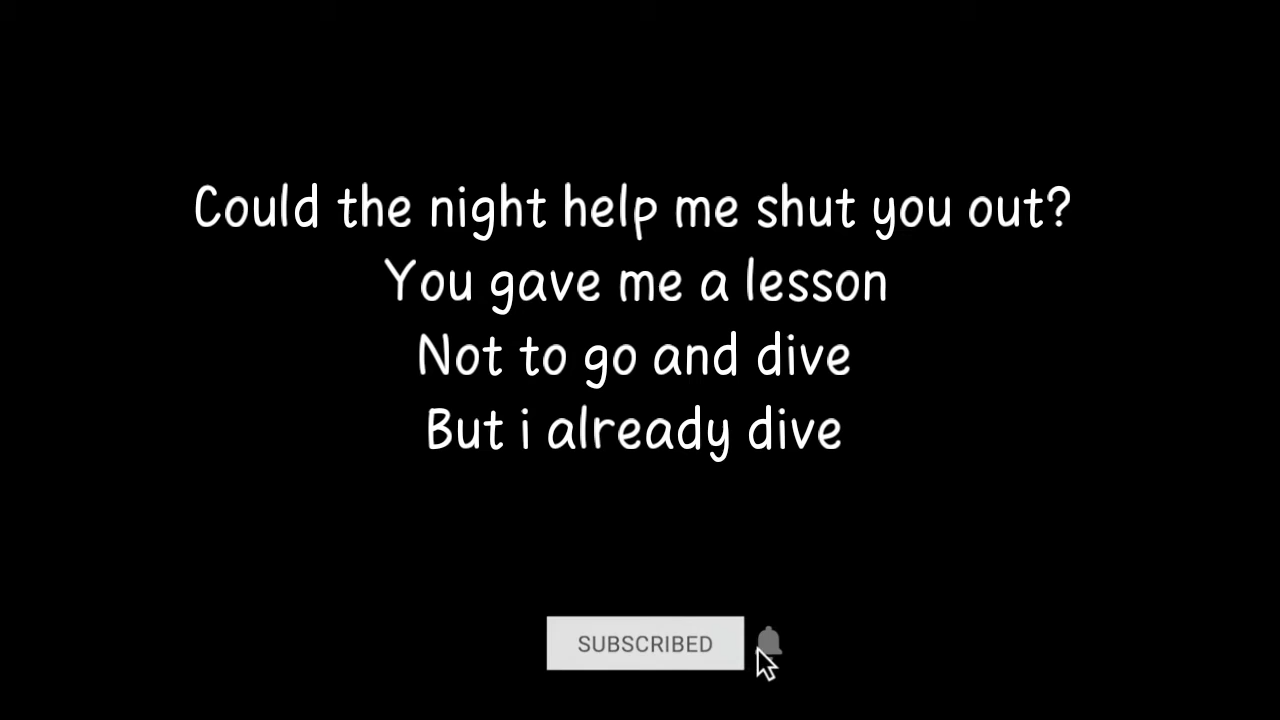 Could the night help me shut you out?
You gave me a lesson
Not to go and dive
But i already dive
SUBSCRIBED